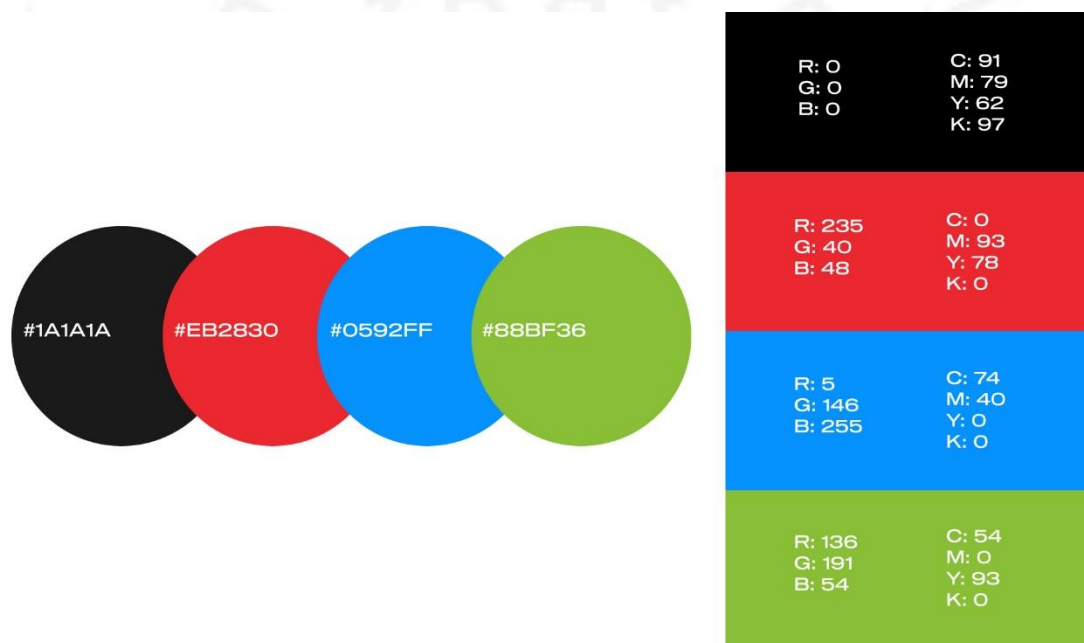 #1A1A1A
#EB2830
#0592FF
#88BF36
R: 0
G: 0
B: 0
C: 91
M: 79
Y: 62
K: 97
R: 235
G: 40
B: 48
C: 0
M: 93
Y: 78
K: 0
R: 5
G: 146
B: 255
C: 74
M: 40
Y: 0
K: 0
R: 136
G: 191
B: 54
C: 54
M: 0
Y: 93
K: 0